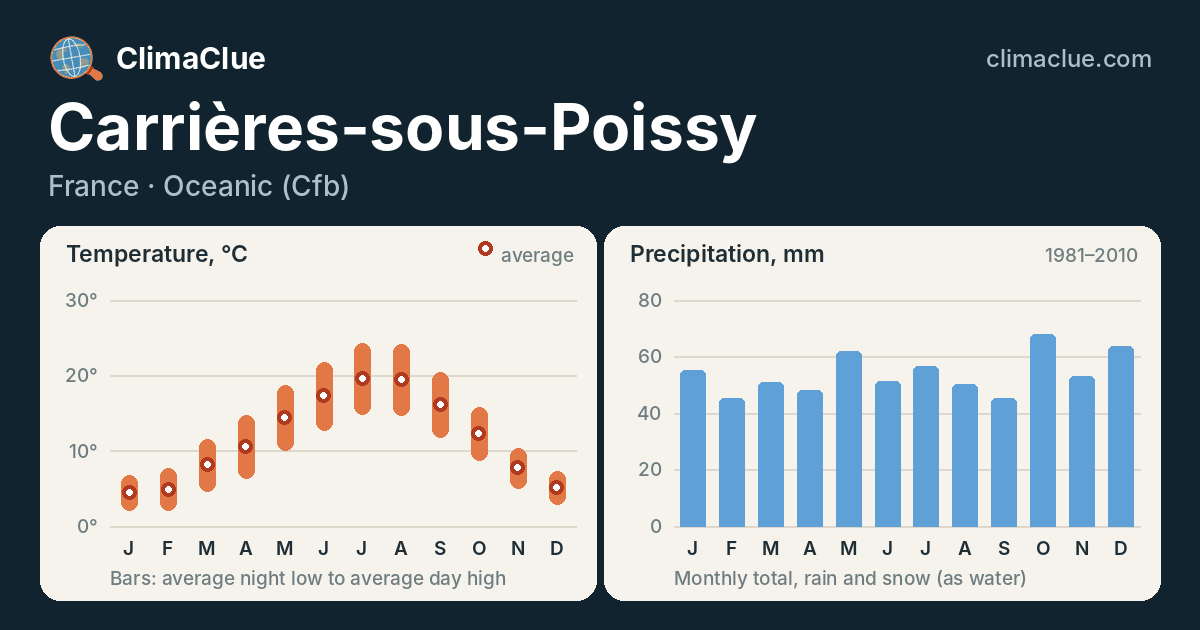 ClimaClue
climaclue.com
Carrières-sous-Poissy
France · Oceanic (Cfb)
Temperature, °C
average
30°
20°
10°
0°
J F M A M J J A S O N D
Bars: average night low to average day high
Precipitation, mm
1981–2010
80
60
40
20
0
J F M A M J J A S O N D
Monthly total, rain and snow (as water)